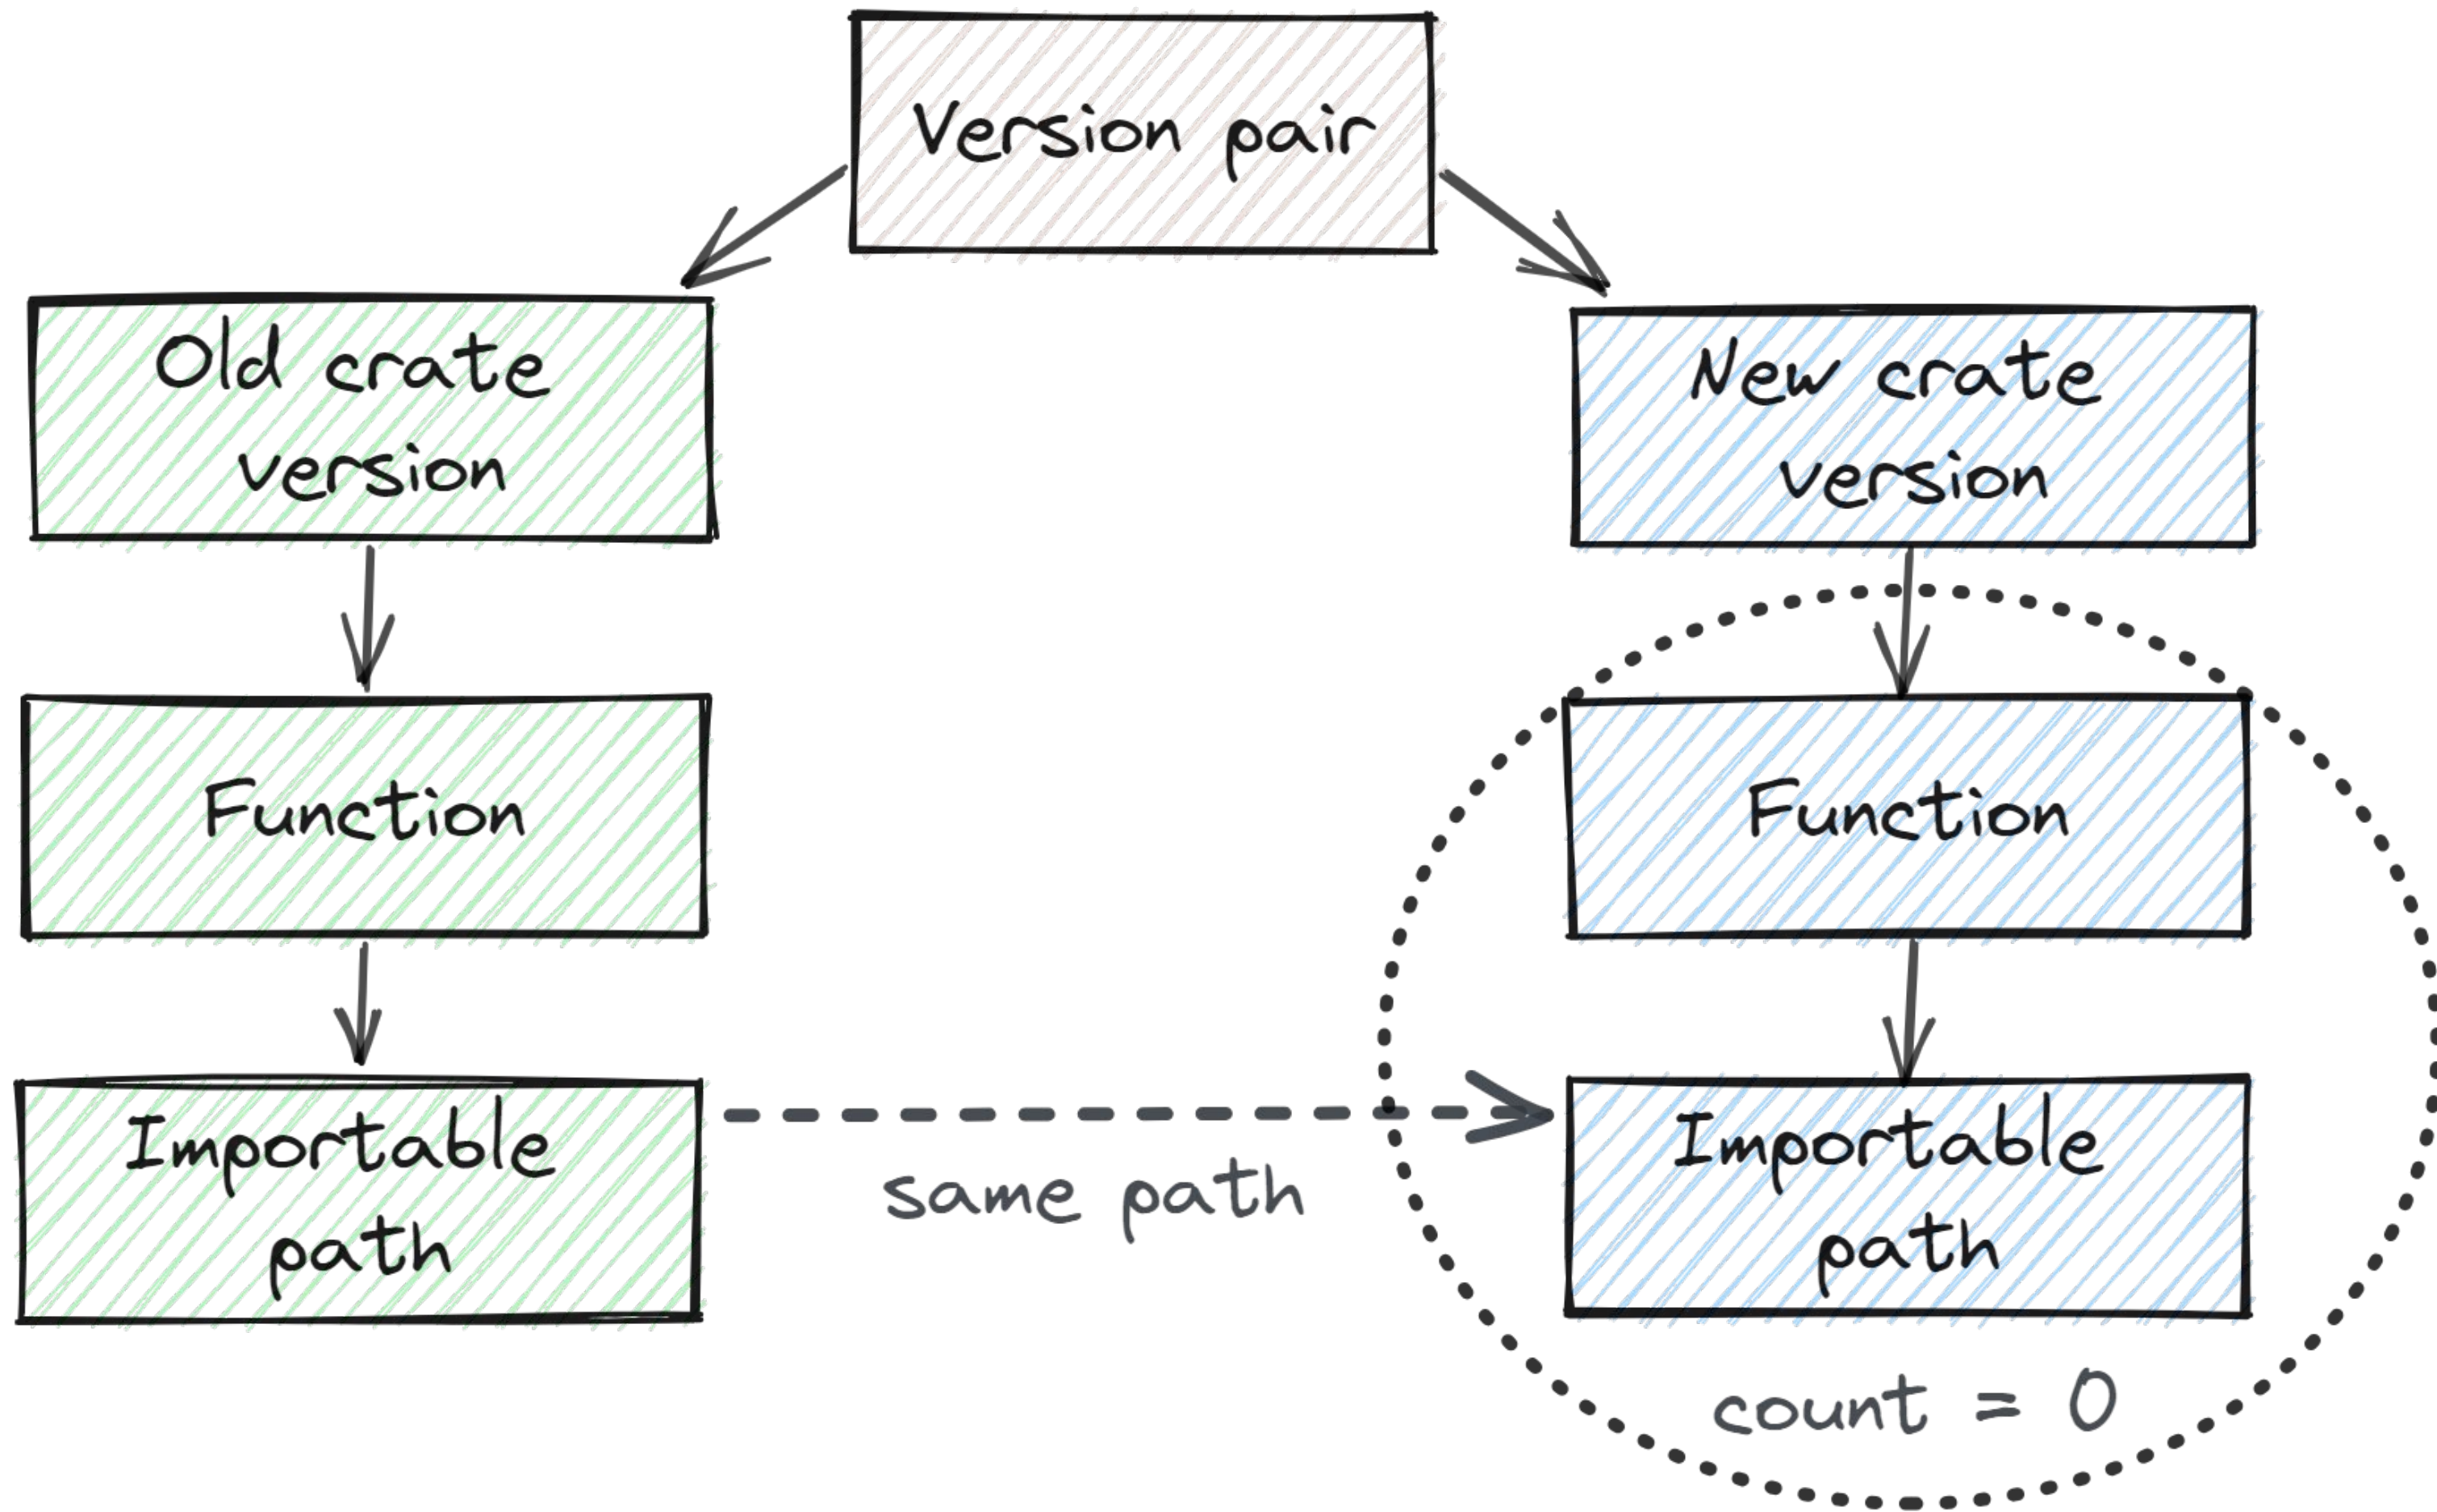 Version pair
Old crate
version
New crate
version
Function
Function
Importable
path
same path
Importable
path
count = 0